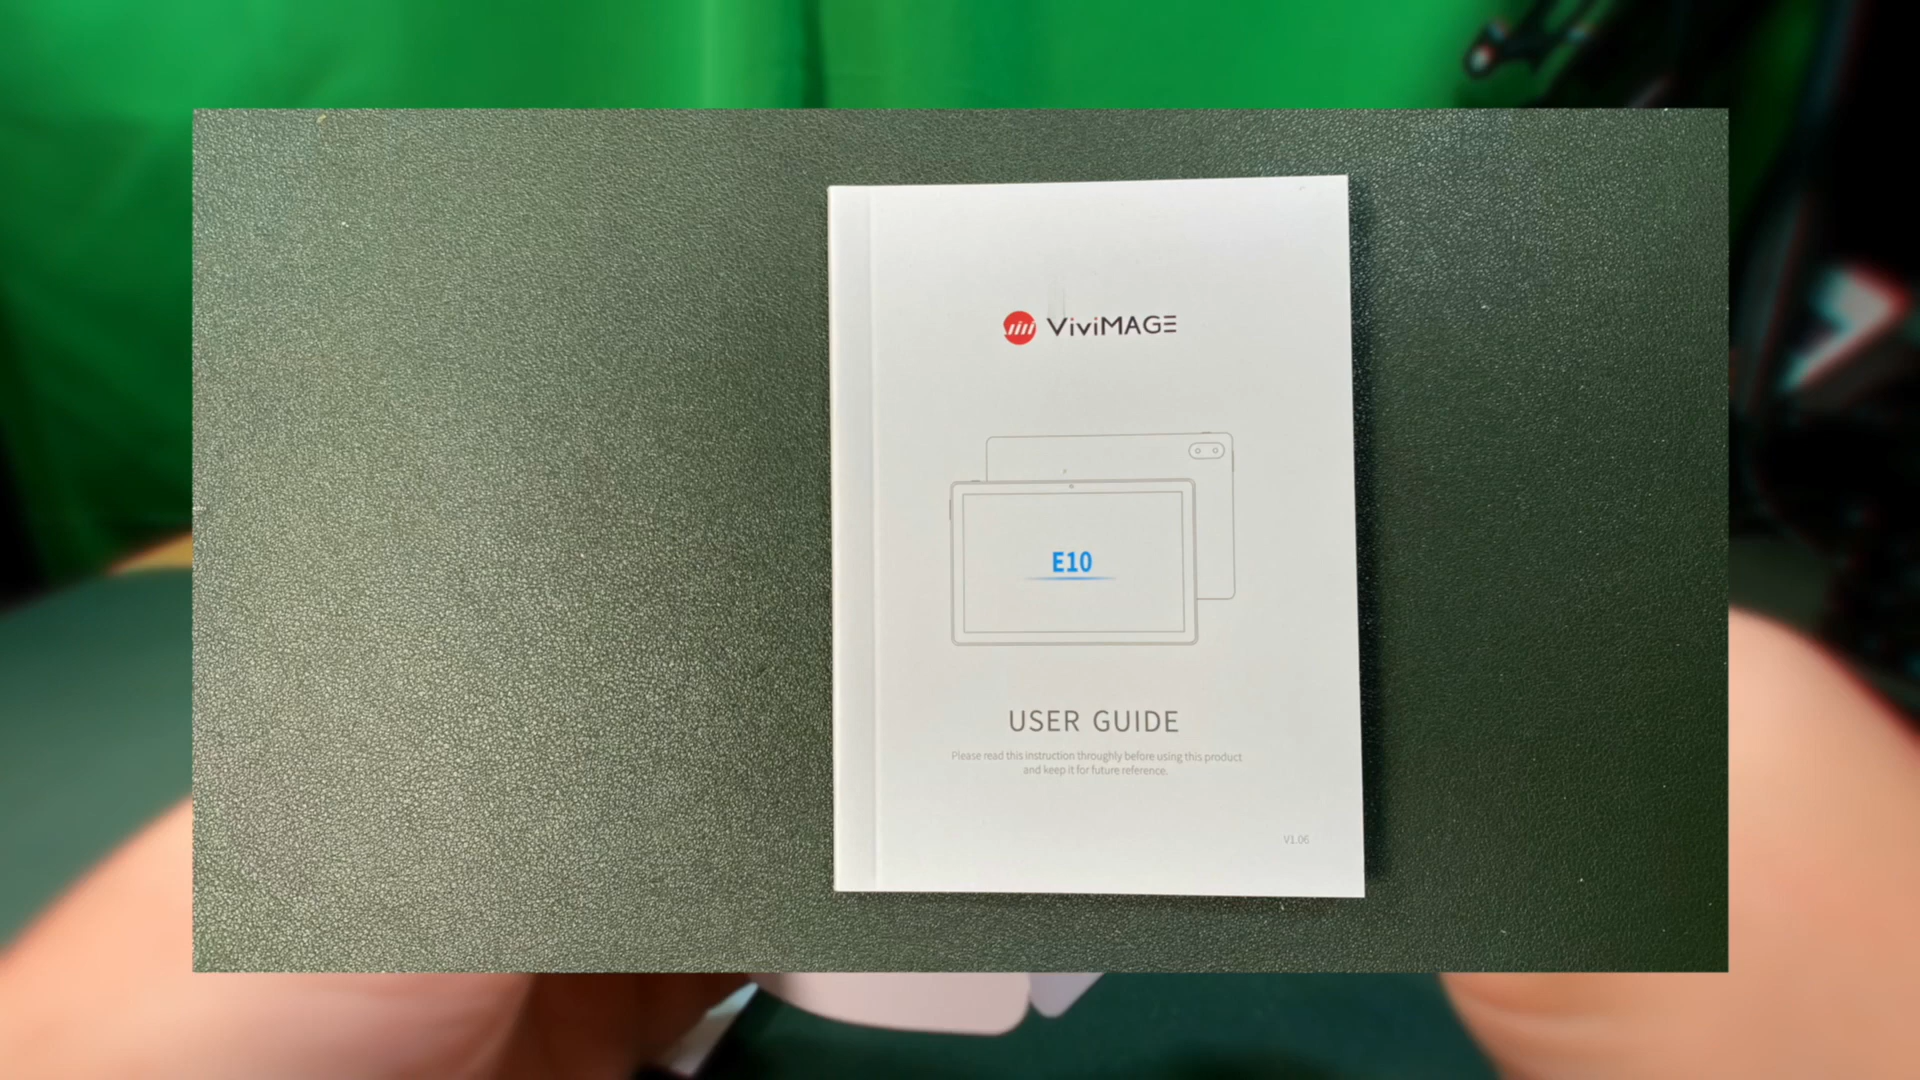 ViviMAGE
E10
USER GUIDE
Please read this instruction throughly before using this product
and keep it for future reference.
V1.06